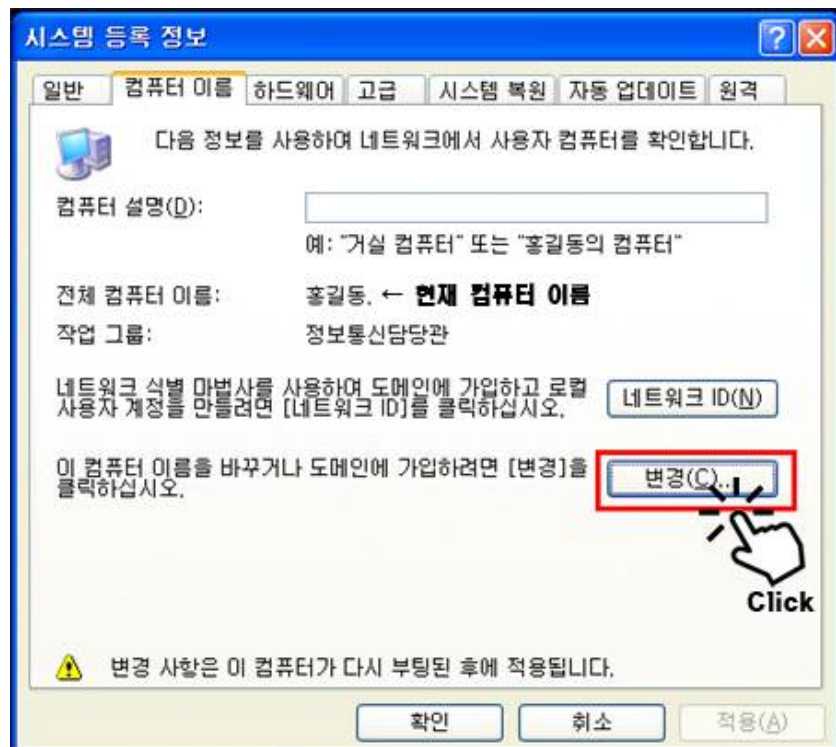 시스템 등록 정보
일반 컴퓨터 이름 하드웨어 고급 시스템 복원 자동 업데이트 원격
다음 정보를 사용하여 네트워크에서 사용자 컴퓨터를 확인합니다.
컴퓨터 설명(D):
예: "거실 컴퓨터" 또는 "홍길동의 컴퓨터"
전체 컴퓨터 이름: 홍길동. ← 현재 컴퓨터 이름
작업 그룹: 정보통신담당관
네트워크 식별 마법사를 사용하여 도메인에 가입하고 로컬
사용자 계정을 만들려면 [네트워크 ID]를 클릭하십시오.
네트워크 ID(N)
이 컴퓨터 이름을 바꾸거나 도메인에 가입하려면 [변경]을
클릭하십시오.
변경(C)...
Click
변경 사항은 이 컴퓨터가 다시 부팅된 후에 적용됩니다.
확인 취소 적용(A)